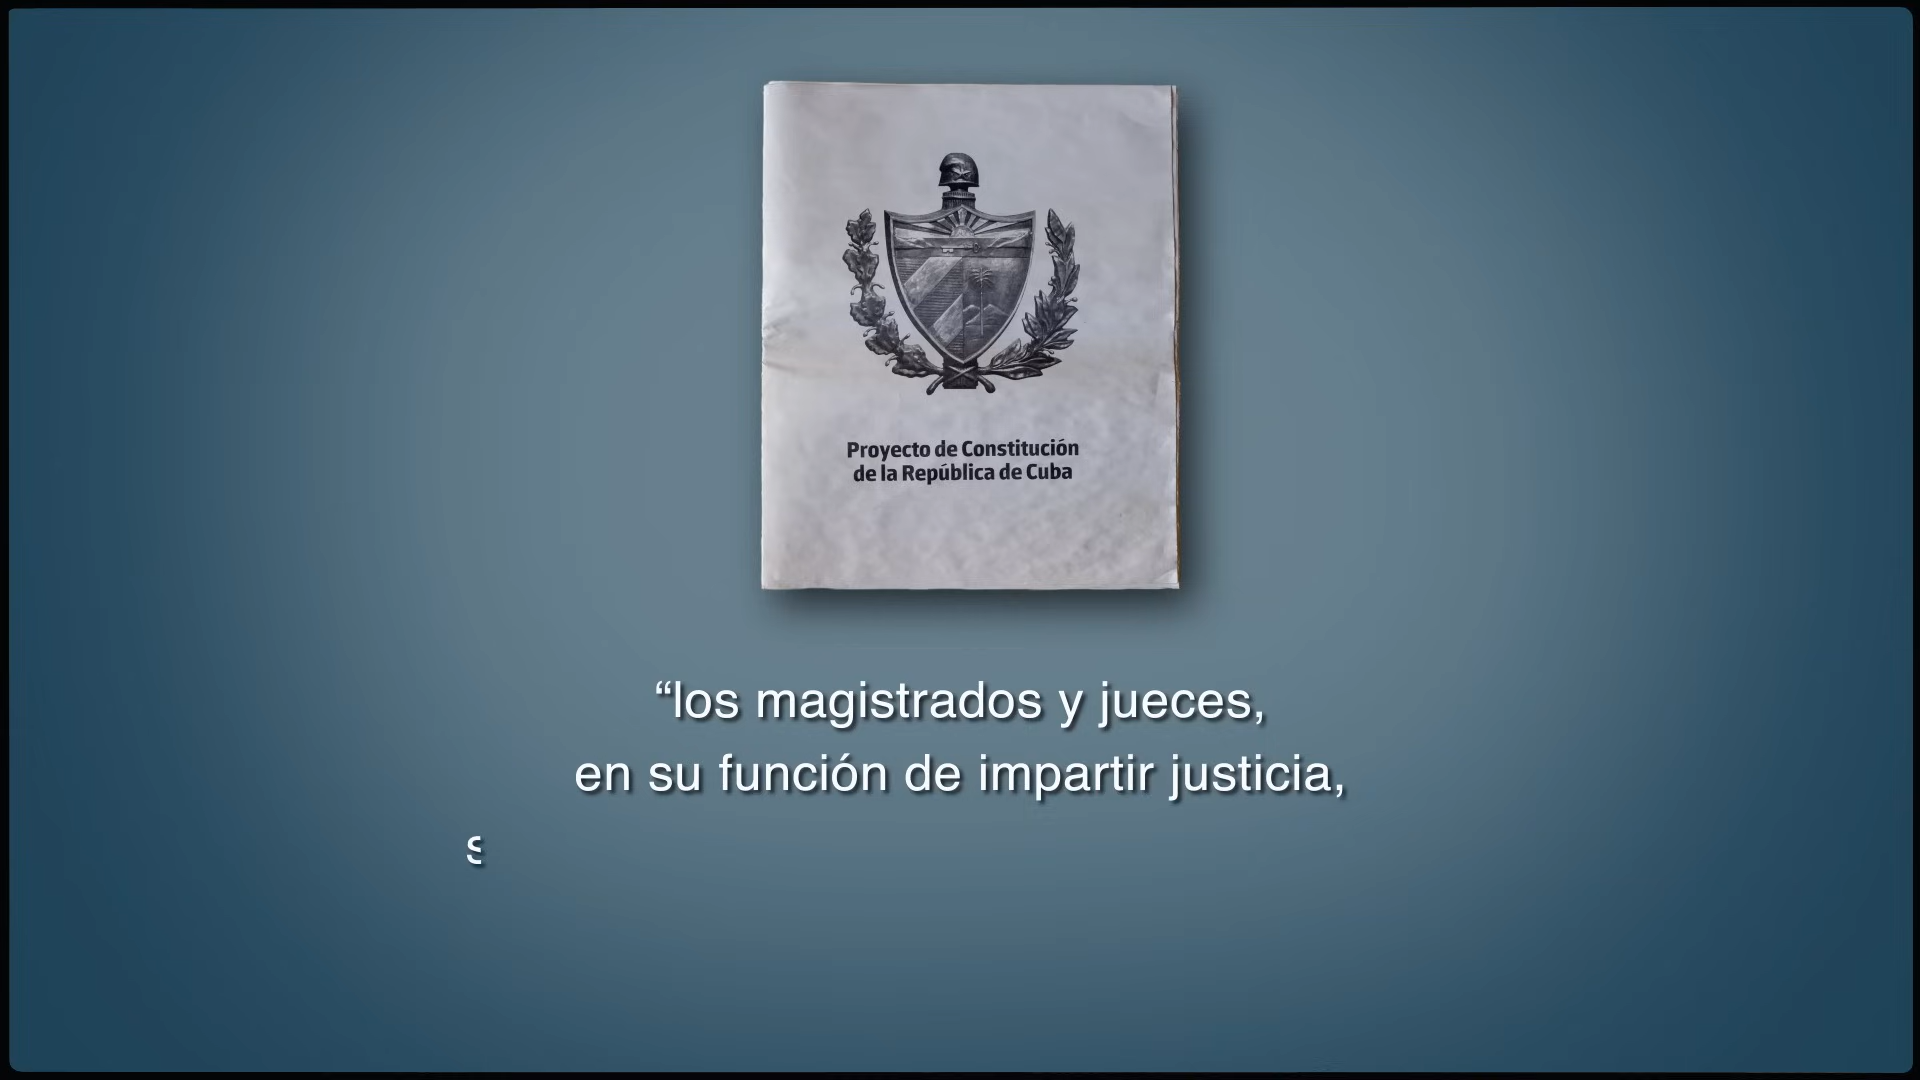 Proyecto de Constitución
de la República de Cuba
“los magistrados y jueces,
en su función de impartir justicia,
s